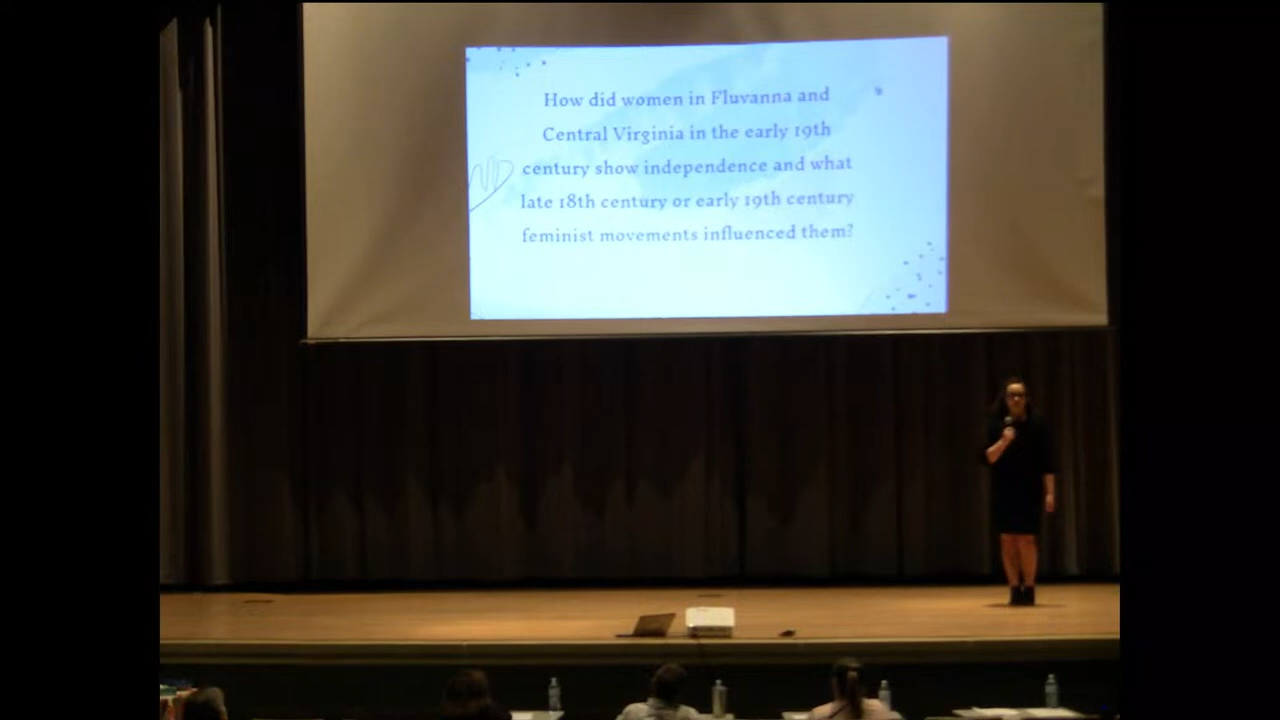 How did women in Fluvanna and
Central Virginia in the early 19th
century show independence and what
late 18th century or early 19th century
feminist movements influenced them?